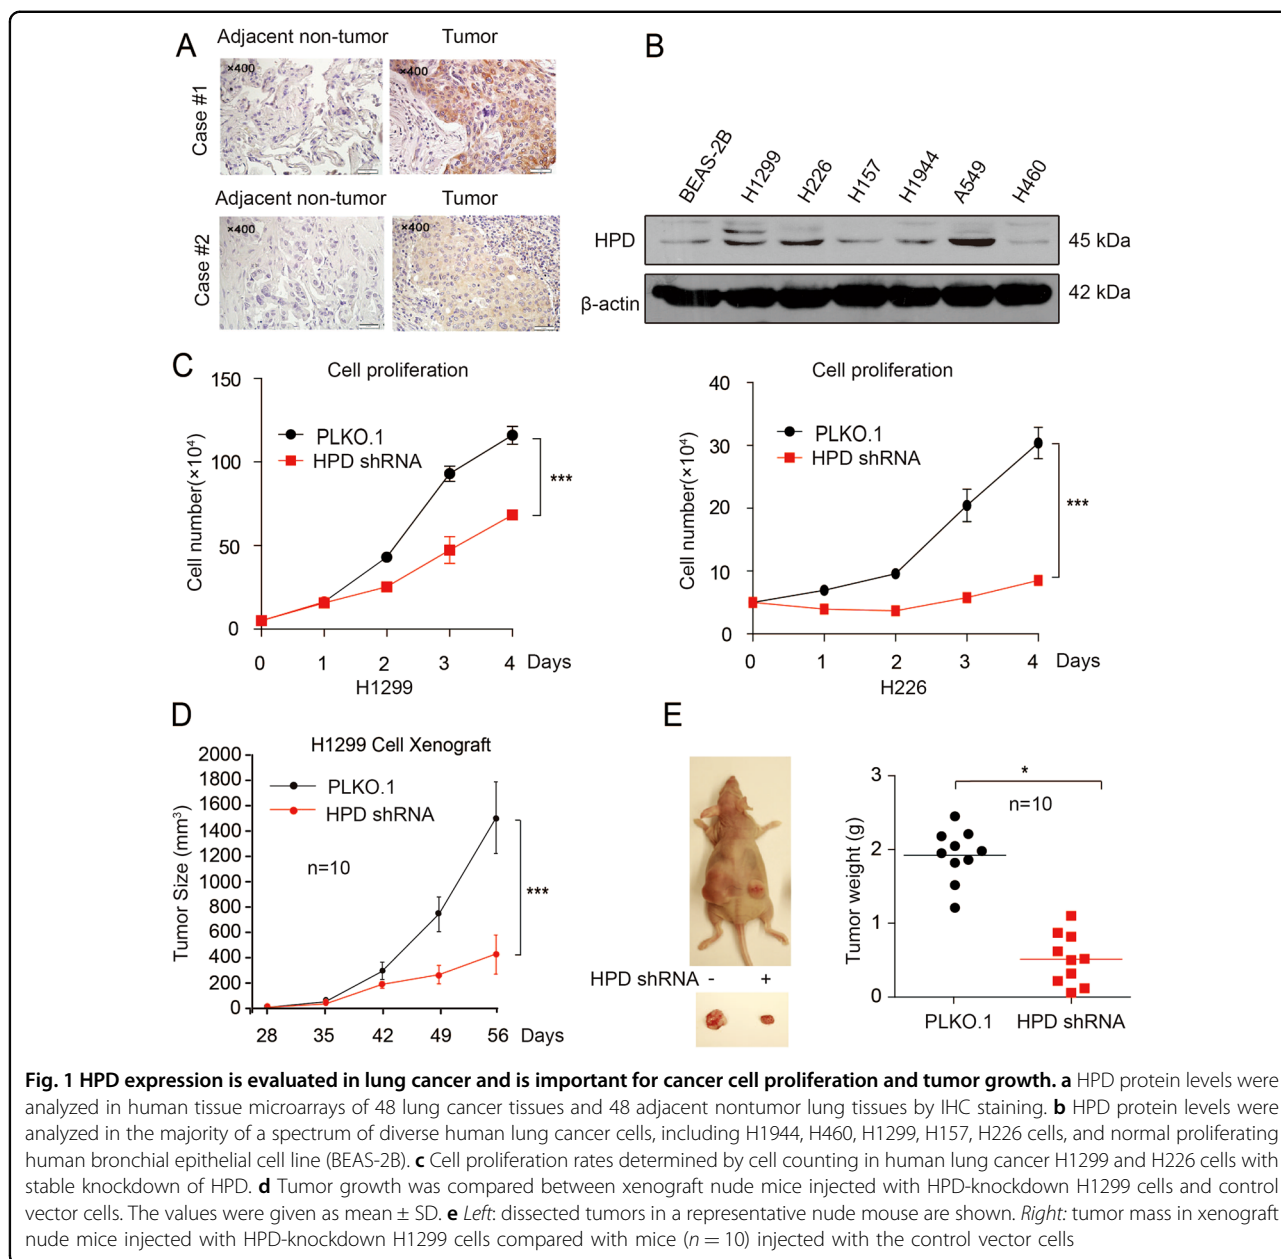 A
Adjacent non-tumor
Tumor
Case #1
×400
×400
Adjacent non-tumor
Tumor
Case #2
×400
×400
B
BEAS-2B
H1299
H226
H157
H1944
A549
H460
HPD
45 kDa
β-actin
42 kDa
C
Cell proliferation
Cell number(×10⁴)
150
100
50
0
PLKO.1
HPD shRNA
***
0 1 2 3 4 Days
H1299
Cell proliferation
Cell number(×10⁴)
40
30
20
10
0
PLKO.1
HPD shRNA
***
0 1 2 3 4 Days
H226
D
H1299 Cell Xenograft
Tumor Size (mm³)
2000
1800
1600
1400
1200
1000
800
600
400
200
0
PLKO.1
HPD shRNA
n=10
***
28 35 42 49 56 Days
E
HPD shRNA - +
Tumor weight (g)
3
2
1
0
*
n=10
PLKO.1 HPD shRNA
Fig. 1 HPD expression is evaluated in lung cancer and is important for cancer cell proliferation and tumor growth. a HPD protein levels were
analyzed in human tissue microarrays of 48 lung cancer tissues and 48 adjacent nontumor lung tissues by IHC staining. b HPD protein levels were
analyzed in the majority of a spectrum of diverse human lung cancer cells, including H1944, H460, H1299, H157, H226 cells, and normal proliferating
human bronchial epithelial cell line (BEAS-2B). c Cell proliferation rates determined by cell counting in human lung cancer H1299 and H226 cells with
stable knockdown of HPD. d Tumor growth was compared between xenograft nude mice injected with HPD-knockdown H1299 cells and control
vector cells. The values were given as mean ± SD. e Left: dissected tumors in a representative nude mouse are shown. Right: tumor mass in xenograft
nude mice injected with HPD-knockdown H1299 cells compared with mice (n = 10) injected with the control vector cells